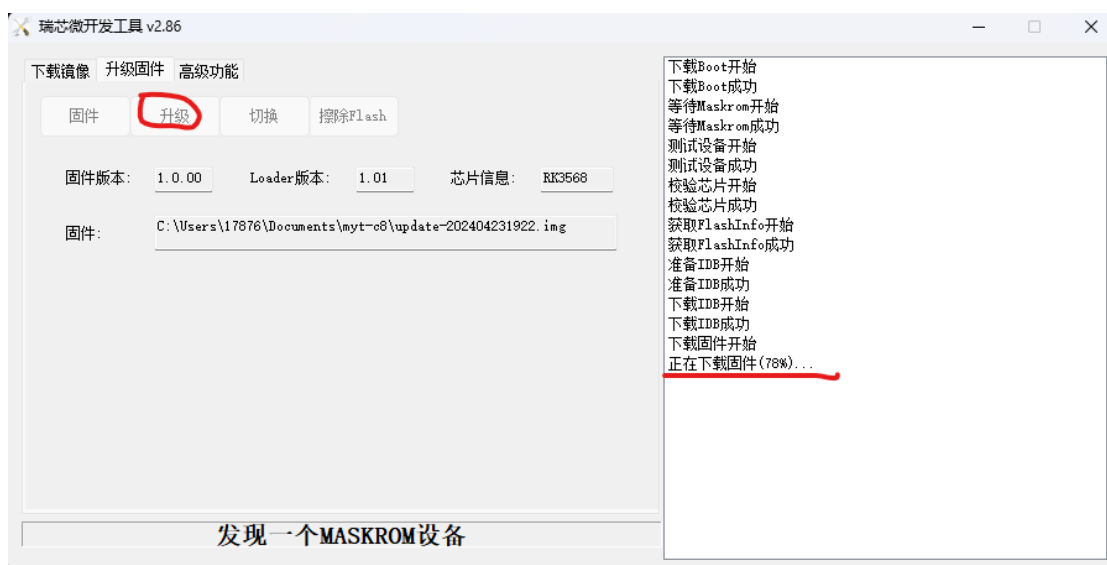 瑞芯微开发工具 v2.86
下载镜像 升级固件 高级功能
固件 升级 切换 擦除Flash
固件版本: 1.0.00 Loader版本: 1.01 芯片信息: RK3568
固件: C:\Users\17876\Documents\myt-c8\update-202404231922.img
发现一个MASKROM设备
下载Boot开始
下载Boot成功
等待Maskrom开始
等待Maskrom成功
测试设备开始
测试设备成功
校验芯片开始
校验芯片成功
获取FlashInfo开始
获取FlashInfo成功
准备IDB开始
准备IDB成功
下载IDB开始
下载IDB成功
下载固件开始
正在下载固件(78%)...